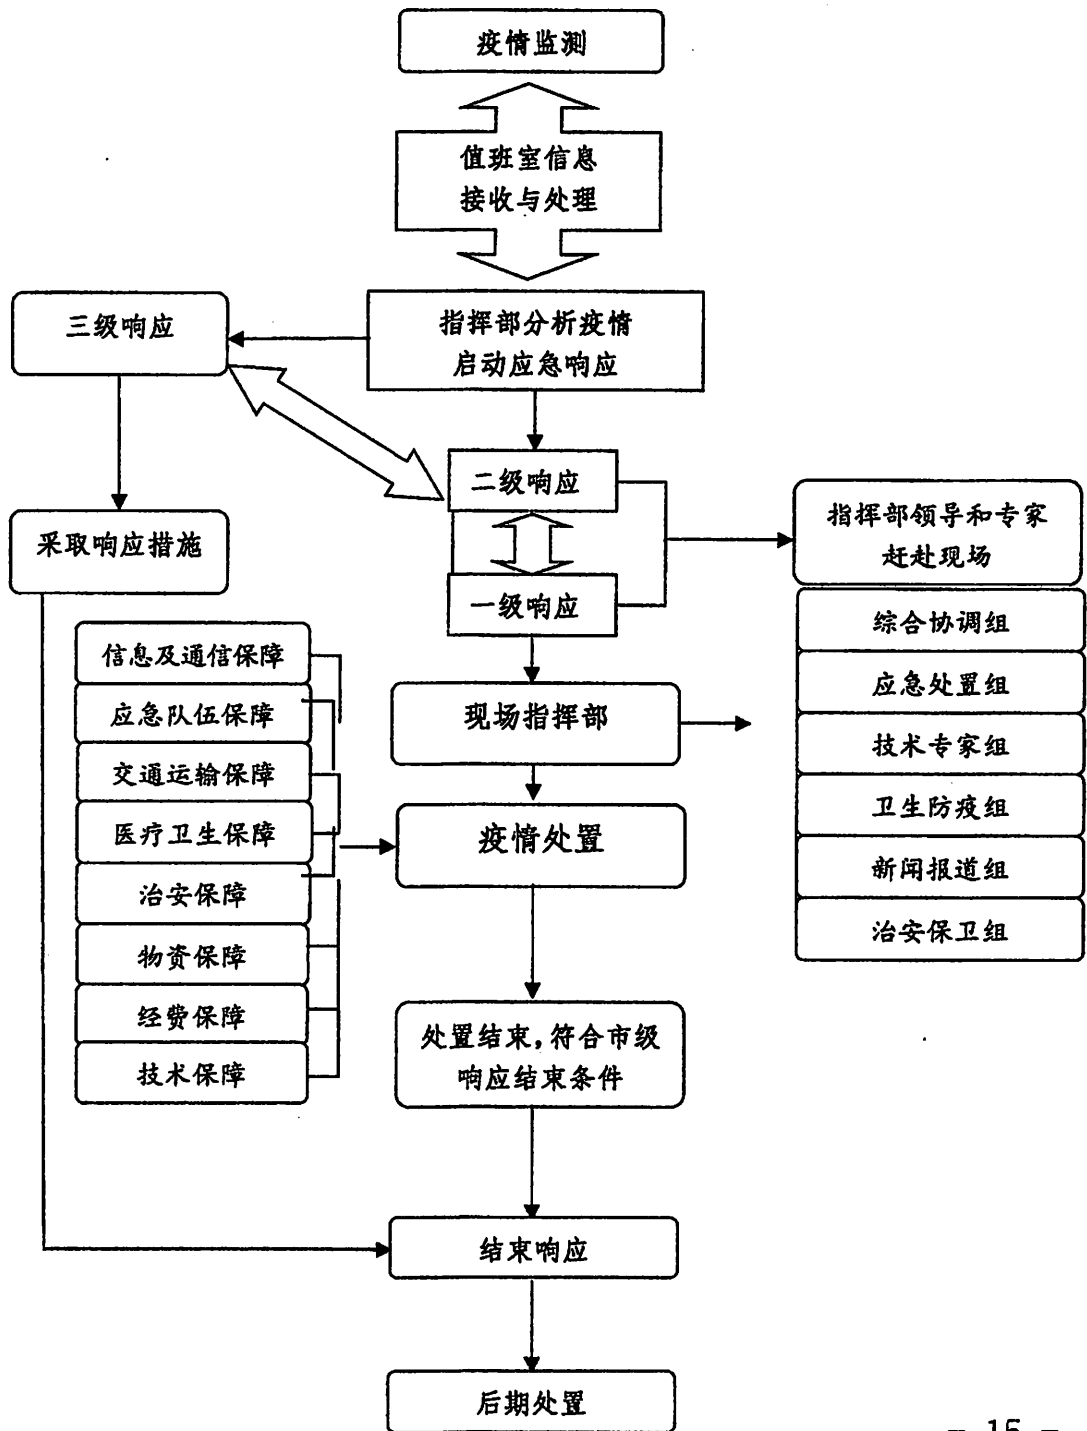 疫情监测
值班室信息
接收与处理
三级响应
指挥部分析疫情
启动应急响应
二级响应
采取响应措施
指挥部领导和专家
赶赴现场
一级响应
综合协调组
信息及通信保障
应急处置组
应急队伍保障
现场指挥部
技术专家组
交通运输保障
卫生防疫组
医疗卫生保障
疫情处置
新闻报道组
治安保障
治安保卫组
物资保障
经费保障
处置结束,符合市级
响应结束条件
技术保障
结束响应
后期处置
— 15 —